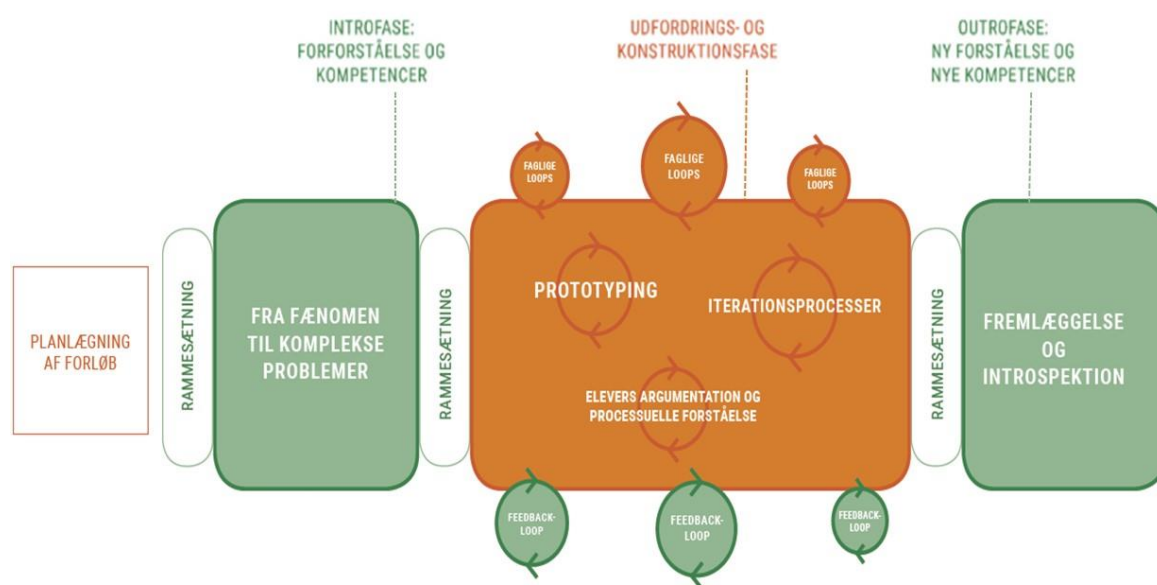 INTROFASE:
FORFORSTÅELSE OG
KOMPETENCER
UDFORDRINGS- OG
KONSTRUKTIONSFASE
OUTROFASE:
NY FORSTÅELSE OG
NYE KOMPETENCER
FAGLIGE
LOOPS
FAGLIGE
LOOPS
FAGLIGE
LOOPS
PLANLÆGNING
AF FORLØB
RAMMESÆTNING
FRA FÆNOMEN
TIL KOMPLEKSE
PROBLEMER
RAMMESÆTNING
PROTOTYPING
ITERATIONSPROCESSER
ELEVERS ARGUMENTATION OG
PROCESSUELLE FORSTÅELSE
RAMMESÆTNING
FREMLÆGGELSE
OG
INTROSPEKTION
FEEDBACK-
LOOP
FEEDBACK-
LOOP
FEEDBACK-
LOOP